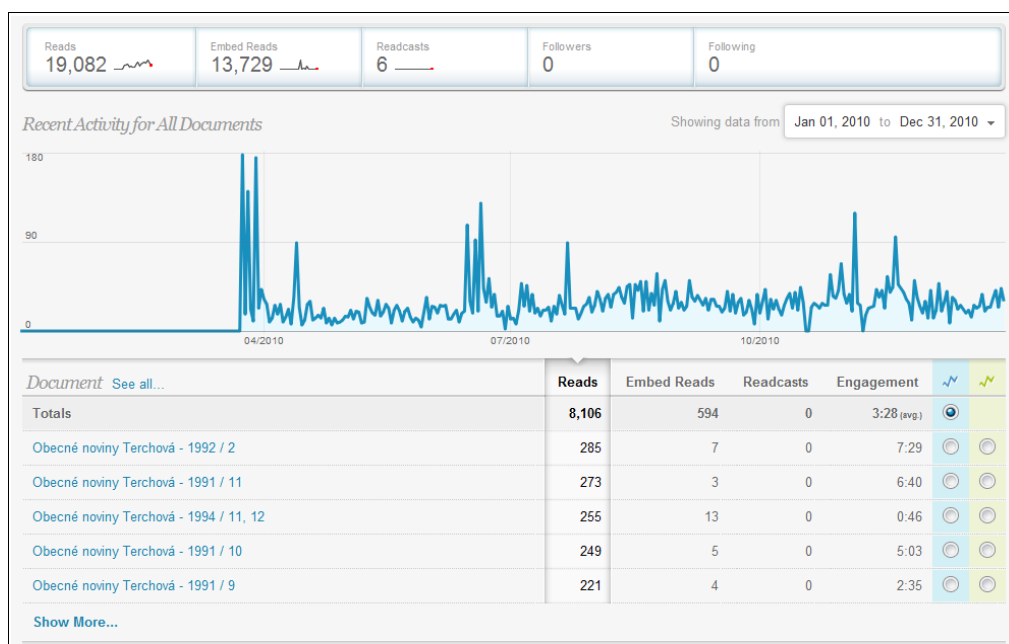 Reads Embed Reads Readcasts Followers Following
19,082 13,729 6 0 0
Recent Activity for All Documents Showing data from Jan 01, 2010 to Dec 31, 2010
180
90
0
04/2010 07/2010 10/2010
Document See all... Reads Embed Reads Readcasts Engagement
Totals 8,106 594 0 3:28 (avg.)
Obecné noviny Terchová - 1992 / 2 285 7 0 7:29
Obecné noviny Terchová - 1991 / 11 273 3 0 6:40
Obecné noviny Terchová - 1994 / 11, 12 255 13 0 0:46
Obecné noviny Terchová - 1991 / 10 249 5 0 5:03
Obecné noviny Terchová - 1991 / 9 221 4 0 2:35
Show More...